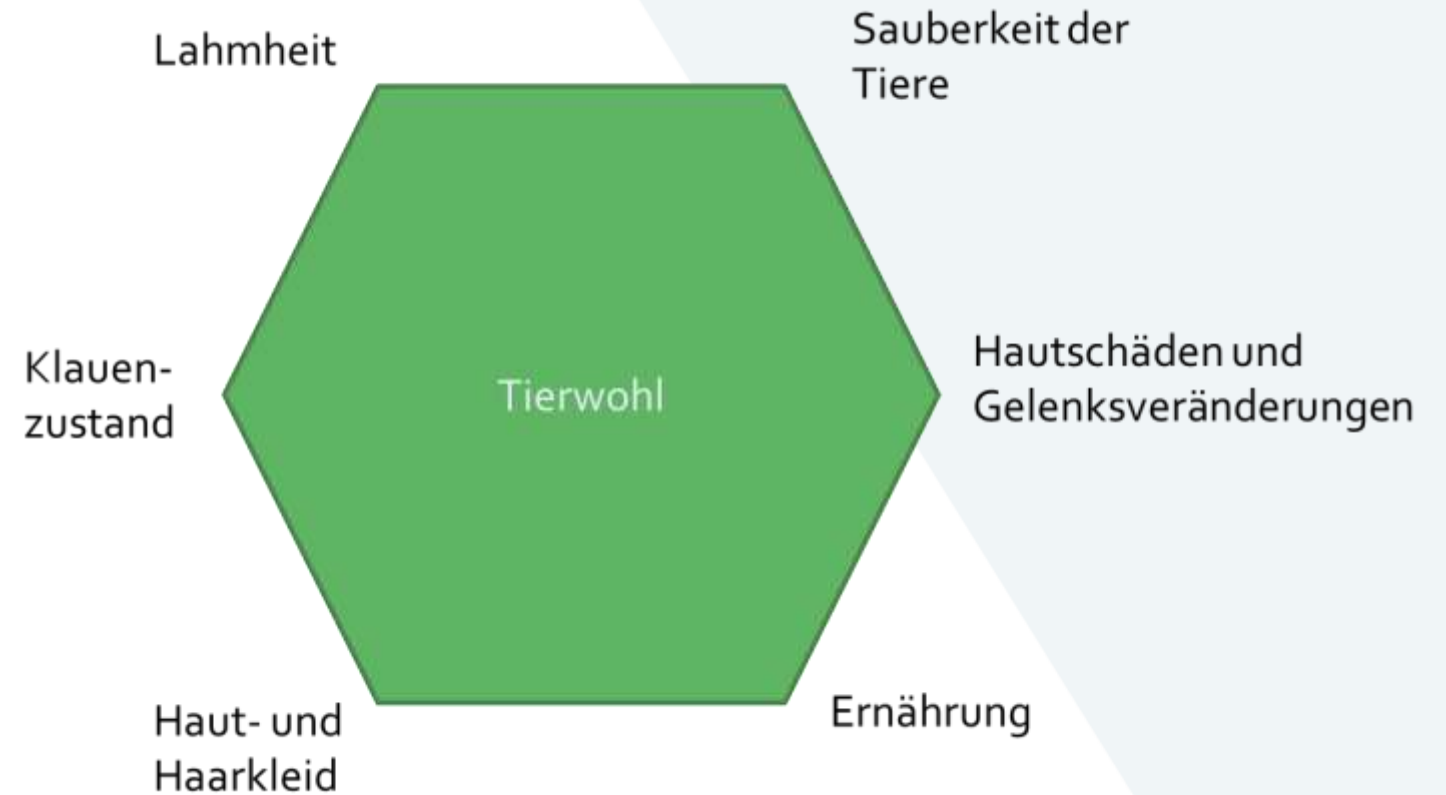 Lahmheit
Sauberkeit der
Tiere
Klauen-
zustand
Tierwohl
Hautschäden und
Gelenksveränderungen
Haut- und
Haarkleid
Ernährung